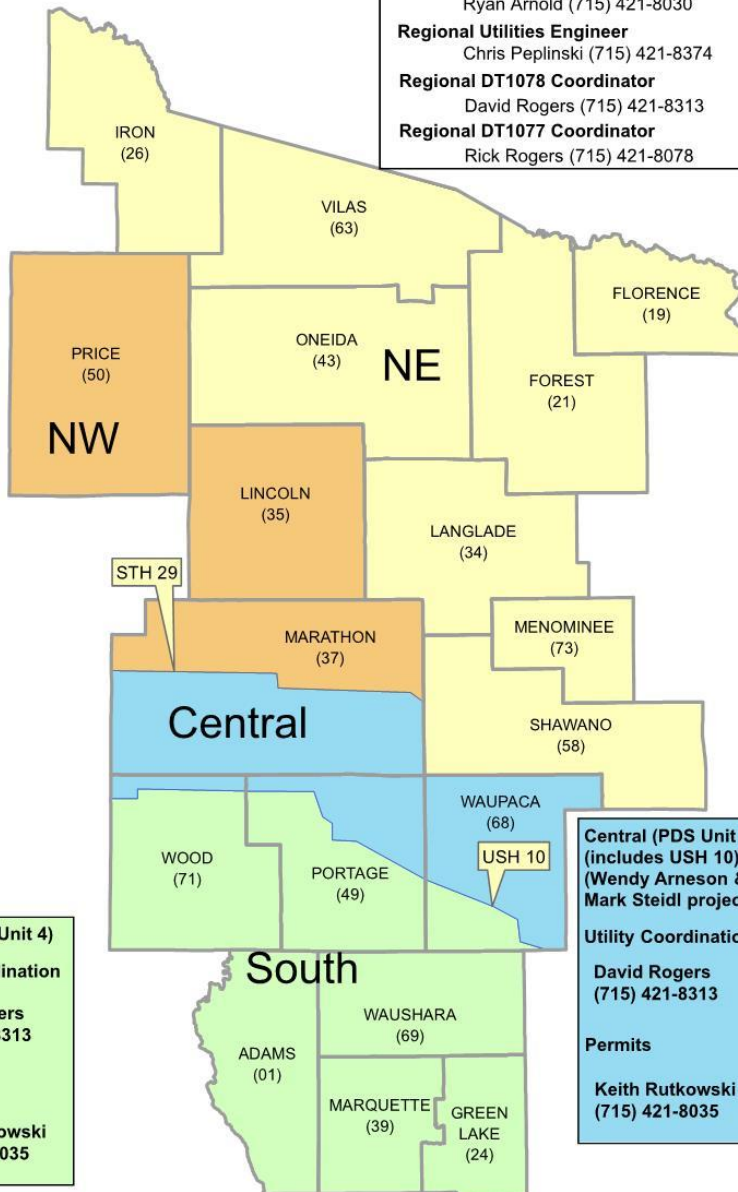 Ryan Arnold (715) 421-8030
Regional Utilities Engineer
Chris Peplinski (715) 421-8374
Regional DT1078 Coordinator
David Rogers (715) 421-8313
Regional DT1077 Coordinator
Rick Rogers (715) 421-8078
IRON
(26)
VILAS
(63)
FLORENCE
(19)
PRICE
(50)
ONEIDA
(43)
NE
FOREST
(21)
NW
LINCOLN
(35)
LANGLADE
(34)
STH 29
MARATHON
(37)
MENOMINEE
(73)
Central
SHAWANO
(58)
WAUPACA
(68)
USH 10
WOOD
(71)
PORTAGE
(49)
Central (PDS Unit
(includes USH 10)
(Wendy Arneson &
Mark Steidl projec
Utility Coordinatio
David Rogers
(715) 421-8313
Permits
Keith Rutkowski
(715) 421-8035
Unit 4)
ination
ers
8313
owski
035
South
WAUSHARA
(69)
ADAMS
(01)
MARQUETTE
(39)
GREEN
LAKE
(24)